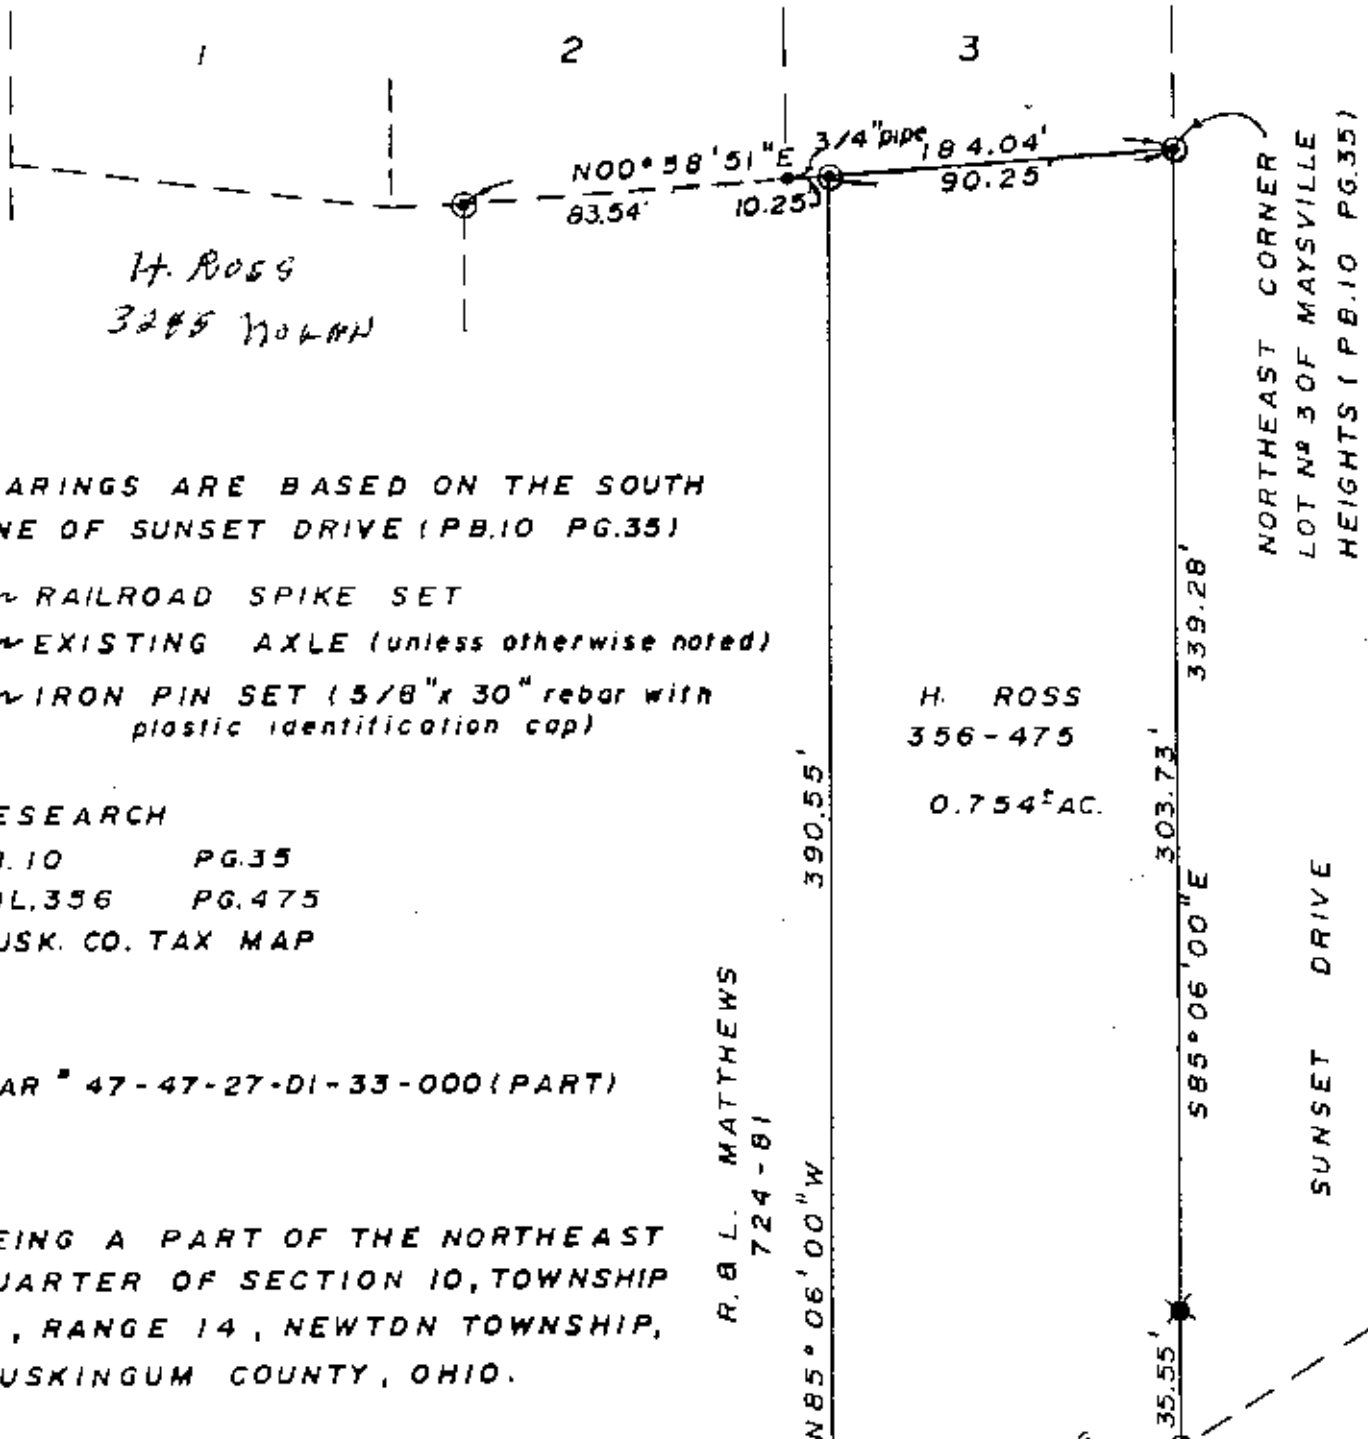 1
2
3
N00°58'51"E
3/4"pipe
184.04'
83.54'
10.25'
90.25'
H. ROSS
NORTHEAST CORNER
LOT Nº 3 OF MAYSVILLE
HEIGHTS ( P B.10 PG.35)
ARINGS ARE BASED ON THE SOUTH
NE OF SUNSET DRIVE (PB.10 PG.35)
~ RAILROAD SPIKE SET
~ EXISTING AXLE (unless otherwise noted)
~ IRON PIN SET (5/8"x 30" rebar with
plastic identification cap)
ESEARCH
B.10 PG.35
OL.356 PG.475
USK. CO. TAX MAP
AR # 47-47-27-01-33-000 (PART)
EING A PART OF THE NORTHEAST
UARTER OF SECTION 10, TOWNSHIP
, RANGE 14, NEWTON TOWNSHIP,
USKINGUM COUNTY, OHIO.
R. & L. MATTHEWS
724-81
N85°06'00"W
390.55'
H. ROSS
356-475
0.754±AC.
339.28'
303.73'
S85°06'00"E
35.55'
SUNSET DRIVE